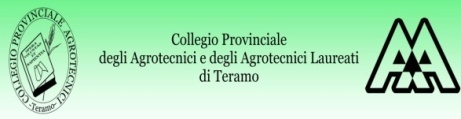 COLLEGIO PROVINCIALE AGROTECNICI
-Teramo-
Collegio Provinciale
degli Agrotecnici e degli Agrotecnici Laureati
di Teramo